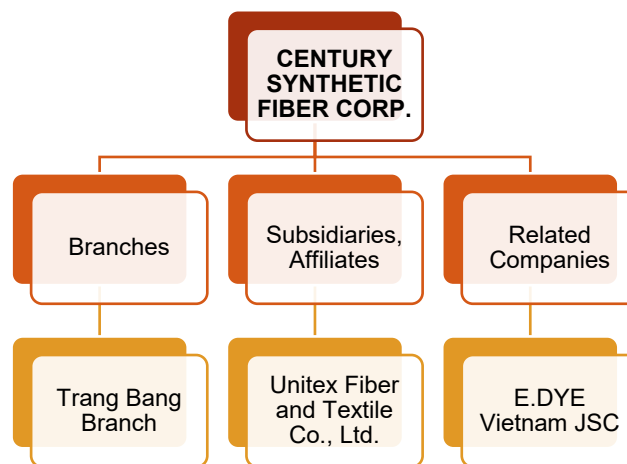 CENTURY
SYNTHETIC
FIBER CORP.
Branches
Subsidiaries,
Affiliates
Related
Companies
Trang Bang
Branch
Unitex Fiber
and Textile
Co., Ltd.
E.DYE
Vietnam JSC